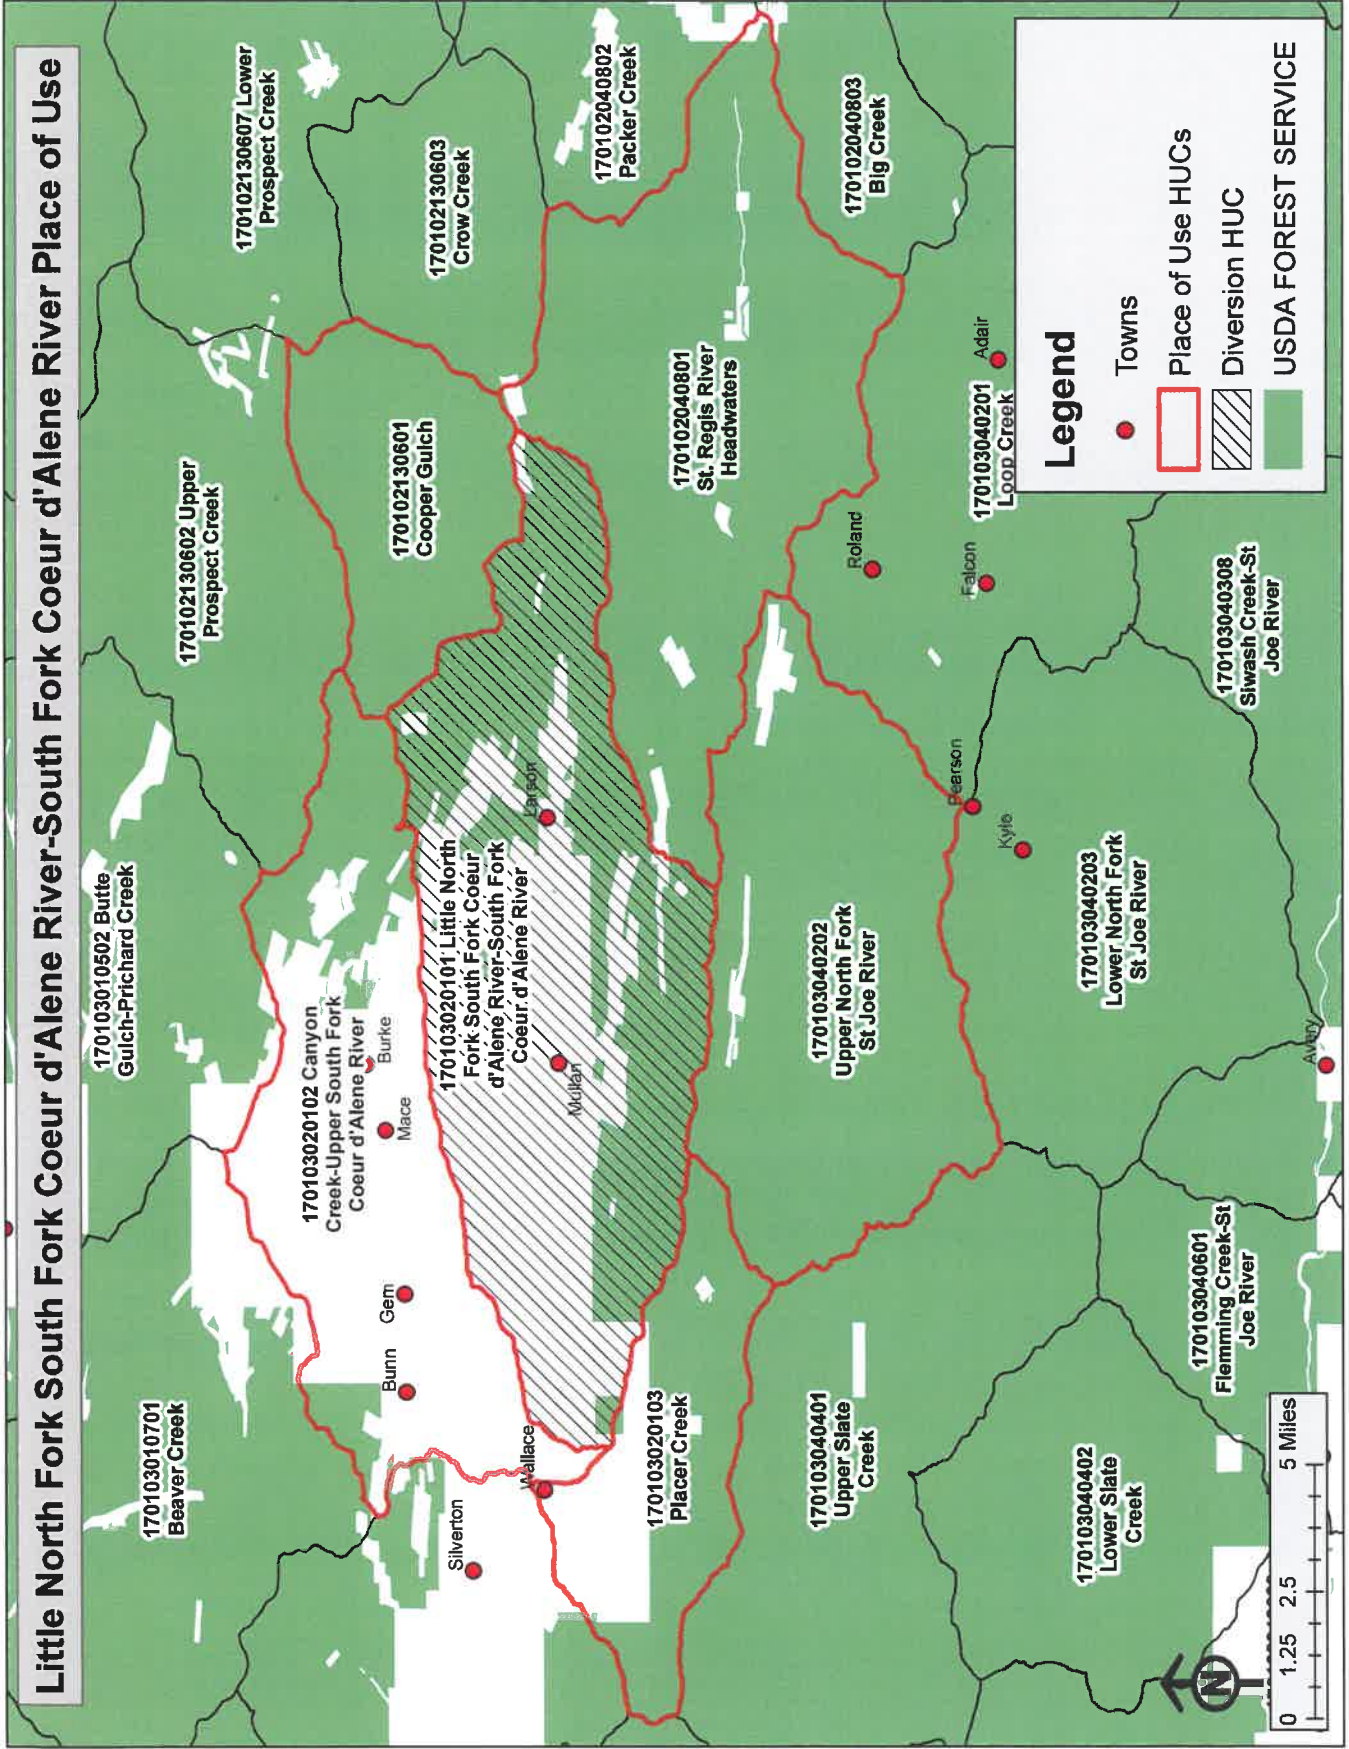 Little North Fork South Fork Coeur d'Alene River-South Fork Coeur d'Alene River Place of Use
170103010701
Beaver Creek
170103010502 Butte
Gulch-Prichard Creek
170102130602 Upper
Prospect Creek
170102130607 Lower
Prospect Creek
170103020102 Canyon
Creek-Upper South Fork
Coeur d'Alene River
170102130601
Cooper Gulch
170102130603
Crow Creek
170102040802
Packer Creek
Silverton
Bunn
Gem
Mace
Burke
Wallace
Mullan
Larson
170103020101 Little North
Fork South Fork Coeur
d'Alene River-South Fork
Coeur d'Alene River
170102040801
St. Regis River
Headwaters
170102040803
Big Creek
170103020103
Placer Creek
170103040401
Upper Slate
Creek
170103040202
Upper North Fork
St Joe River
Roland
Falcon
Adair
170103040201
Loop Creek
Pearson
Kyle
170103040402
Lower Slate
Creek
170103040203
Lower North Fork
St Joe River
170103040601
Flemming Creek-St
Joe River
170103040308
Siwash Creek-St
Joe River
Avery
N
0 1.25 2.5 5 Miles
Legend
Towns
Place of Use HUCs
Diversion HUC
USDA FOREST SERVICE